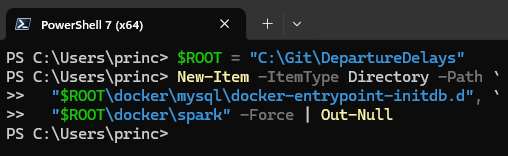 PowerShell 7 (x64)
PS C:\Users\princ> $ROOT = "C:\Git\DepartureDelays"
PS C:\Users\princ> New-Item -ItemType Directory -Path `
>>   "$ROOT\docker\mysql\docker-entrypoint-initdb.d", `
>>   "$ROOT\docker\spark" -Force | Out-Null
PS C:\Users\princ>